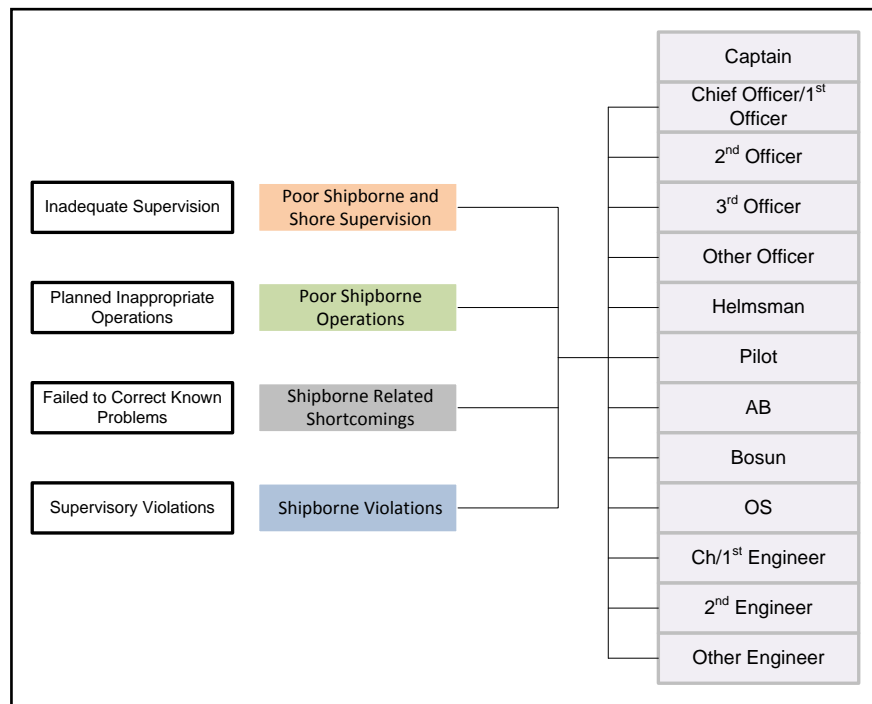 Captain
Chief Officer/1st
Officer
2nd Officer
3rd Officer
Other Officer
Helmsman
Pilot
AB
Bosun
OS
Ch/1st Engineer
2nd Engineer
Other Engineer
Inadequate Supervision
Poor Shipborne and
Shore Supervision
Planned Inappropriate
Operations
Poor Shipborne
Operations
Failed to Correct Known
Problems
Shipborne Related
Shortcomings
Supervisory Violations
Shipborne Violations